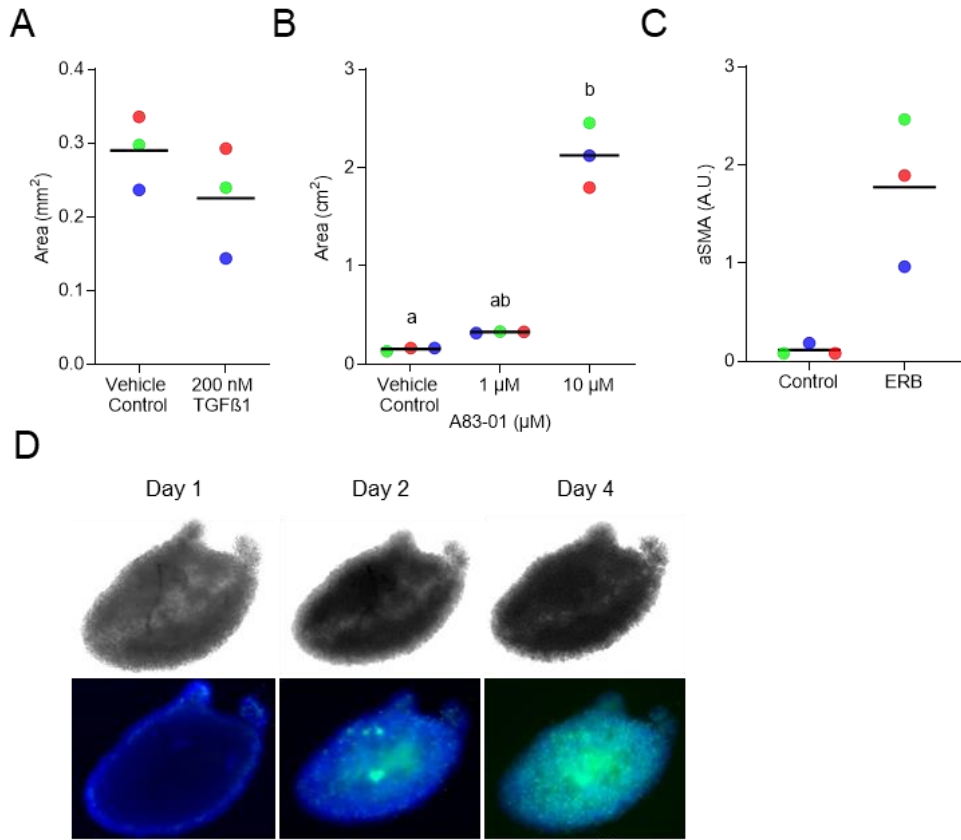 A
B
C
0.4
0.3
0.2
0.1
0.0
Area (mm²)
Vehicle
Control
200 nM
TGFß1
3
2
1
0
Area (cm²)
a
ab
b
Vehicle
Control
1 µM
10 µM
A83-01 (µM)
3
2
1
0
aSMA (A.U.)
Control
ERB
D
Day 1
Day 2
Day 4